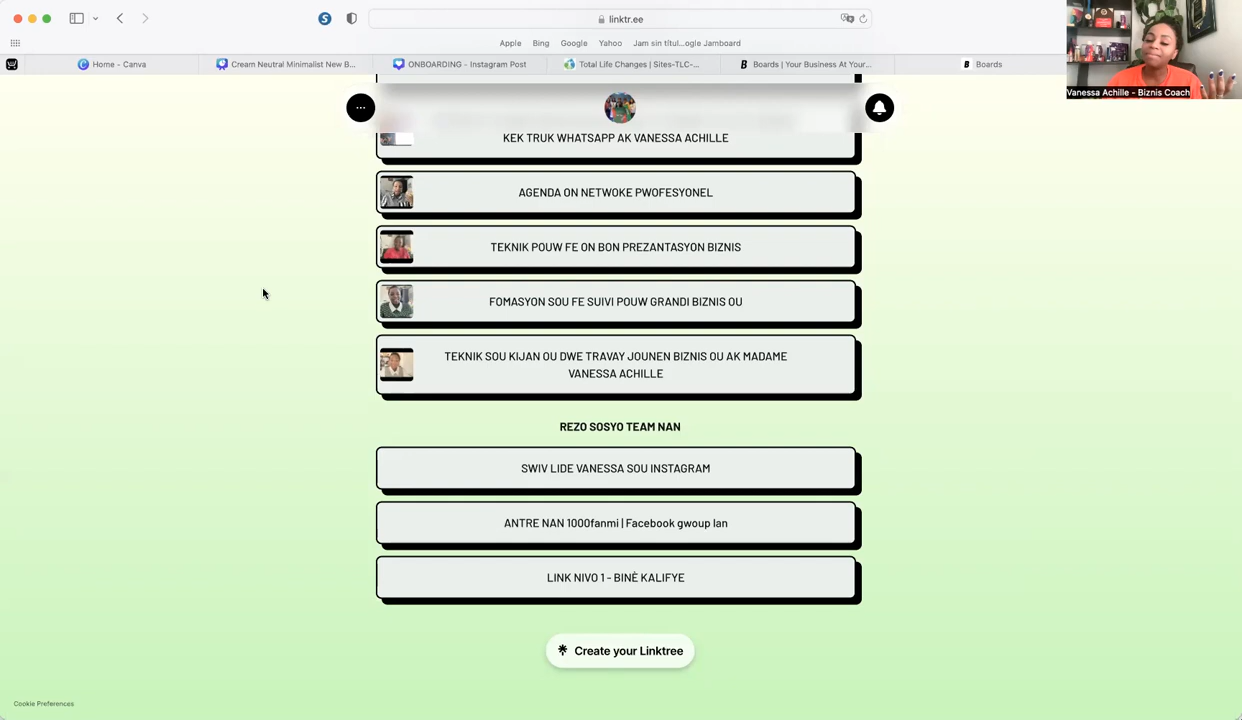 linktr.ee
Apple Bing Google Yahoo Jam sin titul...ogle Jamboard
Home - Canva
Cream Neutral Minimalist New B...
ONBOARDING - Instagram Post
Total Life Changes | Sites-TLC-...
Boards | Your Business At Your...
Boards
Vanessa Achille - Biznis Coach
KEK TRUK WHATSAPP AK VANESSA ACHILLE
AGENDA ON NETWOKE PWOFESYONEL
TEKNIK POUW FE ON BON PREZANTASYON BIZNIS
FOMASYON SOU FE SUIVI POUW GRANDI BIZNIS OU
TEKNIK SOU KIJAN OU DWE TRAVAY JOUNEN BIZNIS OU AK MADAME
VANESSA ACHILLE
REZO SOSYO TEAM NAN
SWIV LIDE VANESSA SOU INSTAGRAM
ANTRE NAN 1000fanmi | Facebook gwoup lan
LINK NIVO 1 - BINÈ KALIFYE
Create your Linktree
Cookie Preferences